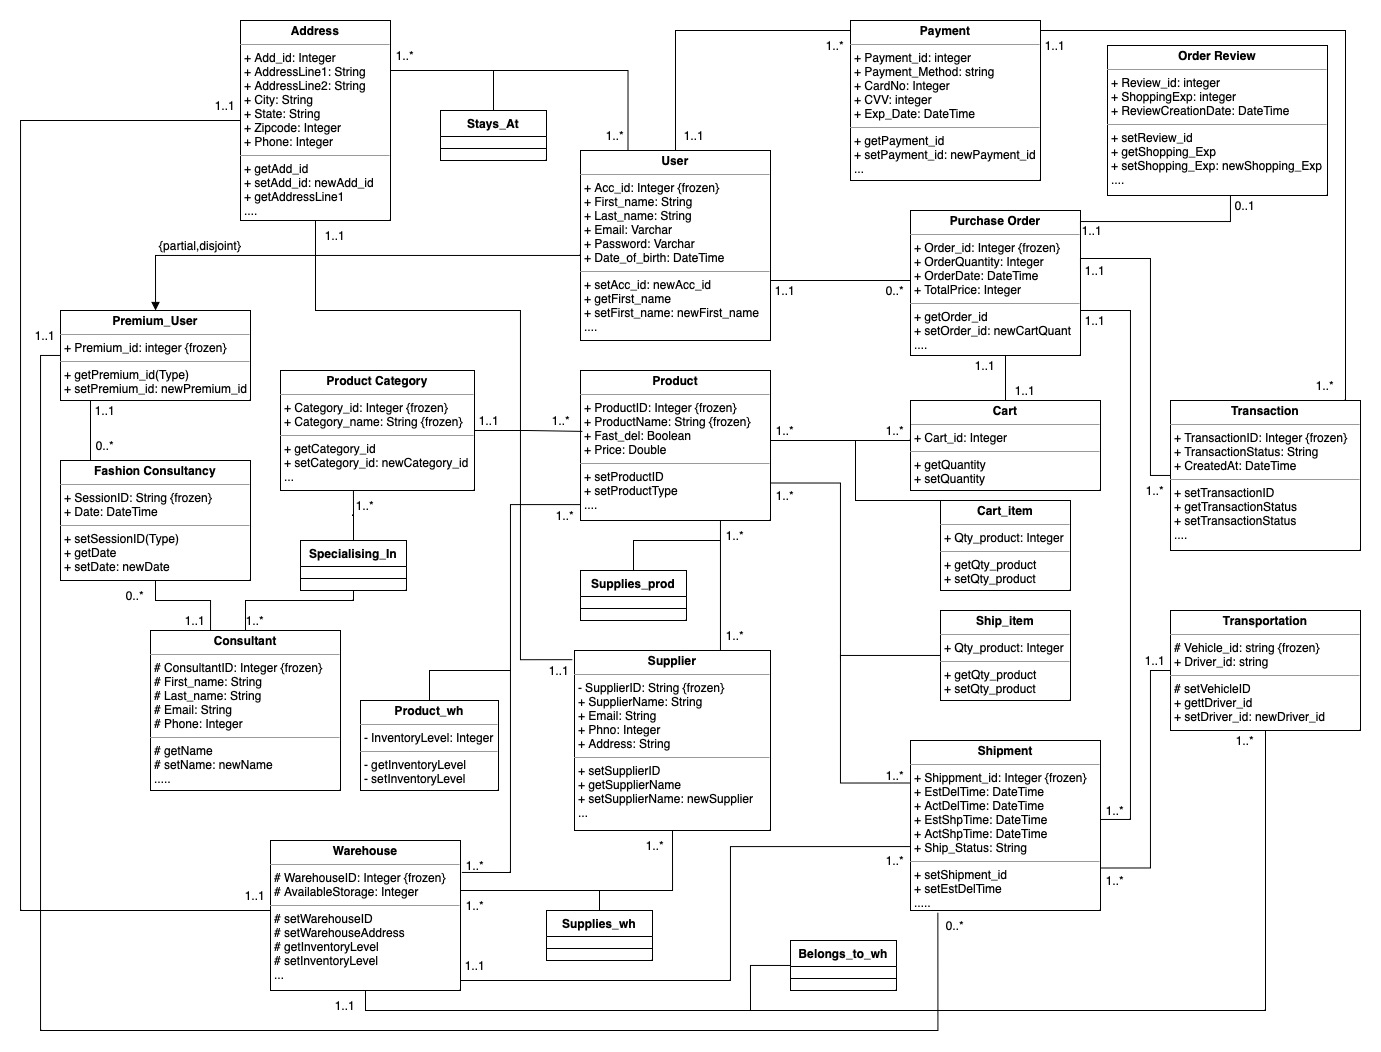 Address
+ Add_id: Integer
+ AddressLine1: String
+ AddressLine2: String
+ City: String
+ State: String
+ Zipcode: Integer
+ Phone: Integer
+ getAdd_id
+ setAdd_id: newAdd_id
+ getAddressLine1
....
1..*
1..1
1..1
Stays_At
1..*
1..1
User
+ Acc_id: Integer {frozen}
+ First_name: String
+ Last_name: String
+ Email: Varchar
+ Password: Varchar
+ Date_of_birth: DateTime
+ setAcc_id: newAcc_id
+ getFirst_name
+ setFirst_name: newFirst_name
....
1..1
0..*
1..*
1..1
Payment
+ Payment_id: integer
+ Payment_Method: string
+ CardNo: Integer
+ CVV: integer
+ Exp_Date: DateTime
+ getPayment_id
+ setPayment_id: newPayment_id
...
Order Review
+ Review_id: integer
+ ShoppingExp: integer
+ ReviewCreationDate: DateTime
+ setReview_id
+ getShopping_Exp
+ setShopping_Exp: newShopping_Exp
....
0..1
Purchase Order
+ Order_id: Integer {frozen}
+ OrderQuantity: Integer
+ OrderDate: DateTime
+ TotalPrice: Integer
+ getOrder_id
+ setOrder_id: newCartQuant
....
1..1
1..1
1..1
1..1
1..1
{partial,disjoint}
Premium_User
+ Premium_id: integer {frozen}
+ getPremium_id(Type)
+ setPremium_id: newPremium_id
1..1
1..1
0..*
Product Category
+ Category_id: Integer {frozen}
+ Category_name: String {frozen}
+ getCategory_id
+ setCategory_id: newCategory_id
...
1..1
1..*
1..*
Product
+ ProductID: Integer {frozen}
+ ProductName: String {frozen}
+ Fast_del: Boolean
+ Price: Double
+ setProductID
+ setProductType
....
1..*
1..*
1..*
1..*
1..*
Cart
+ Cart_id: Integer
+ getQuantity
+ setQuantity
1..*
Transaction
+ TransactionID: Integer {frozen}
+ TransactionStatus: String
+ CreatedAt: DateTime
+ setTransactionID
+ getTransactionStatus
+ setTransactionStatus
....
1..*
Fashion Consultancy
+ SessionID: String {frozen}
+ Date: DateTime
+ setSessionID(Type)
+ getDate
+ setDate: newDate
0..*
1..1
Specialising_In
1..*
Supplies_prod
1..*
Cart_item
+ Qty_product: Integer
+ getQty_product
+ setQty_product
Ship_item
+ Qty_product: Integer
+ getQty_product
+ setQty_product
Transportation
# Vehicle_id: string {frozen}
+ Driver_id: string
# setVehicleID
+ gettDriver_id
+ setDriver_id: newDriver_id
1..1
1..*
Consultant
# ConsultantID: Integer {frozen}
# First_name: String
# Last_name: String
# Email: String
# Phone: Integer
# getName
# setName: newName
.....
Product_wh
- InventoryLevel: Integer
- getInventoryLevel
- setInventoryLevel
1..1
Supplier
- SupplierID: String {frozen}
+ SupplierName: String
+ Email: String
+ Phno: Integer
+ Address: String
+ setSupplierID
+ getSupplierName
+ setSupplierName: newSupplier
...
1..*
1..*
Shipment
+ Shippment_id: Integer {frozen}
+ EstDelTime: DateTime
+ ActDelTime: DateTime
+ EstShpTime: DateTime
+ ActShpTime: DateTime
+ Ship_Status: String
+ setShipment_id
+ setEstDelTime
.....
1..*
1..*
1..*
0..*
Warehouse
# WarehouseID: Integer {frozen}
# AvailableStorage: Integer
# setWarehouseID
# setWarehouseAddress
# getInventoryLevel
# setInventoryLevel
...
1..1
1..*
1..*
1..1
1..1
Supplies_wh
Belongs_to_wh